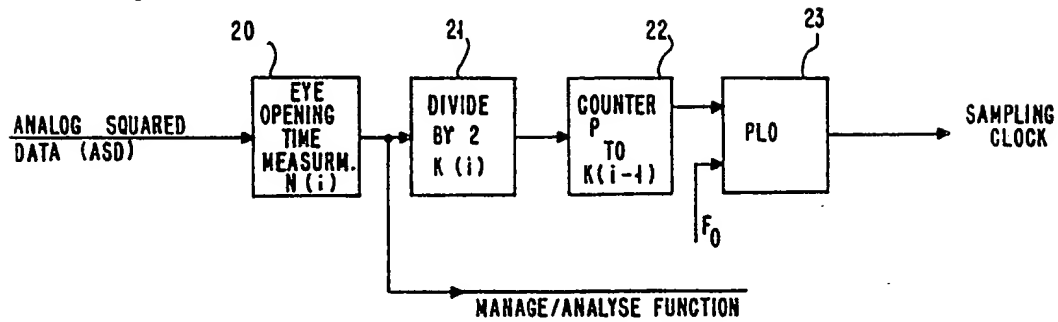 20
21
22
23
ANALOG SQUARED
DATA (ASD)
EYE
OPENING
TIME
MEASURM.
N (i)
DIVIDE
BY 2
K (i)
COUNTER
P
TO
K(i-1)
PLO
SAMPLING
CLOCK
F0
MANAGE/ANALYSE FUNCTION